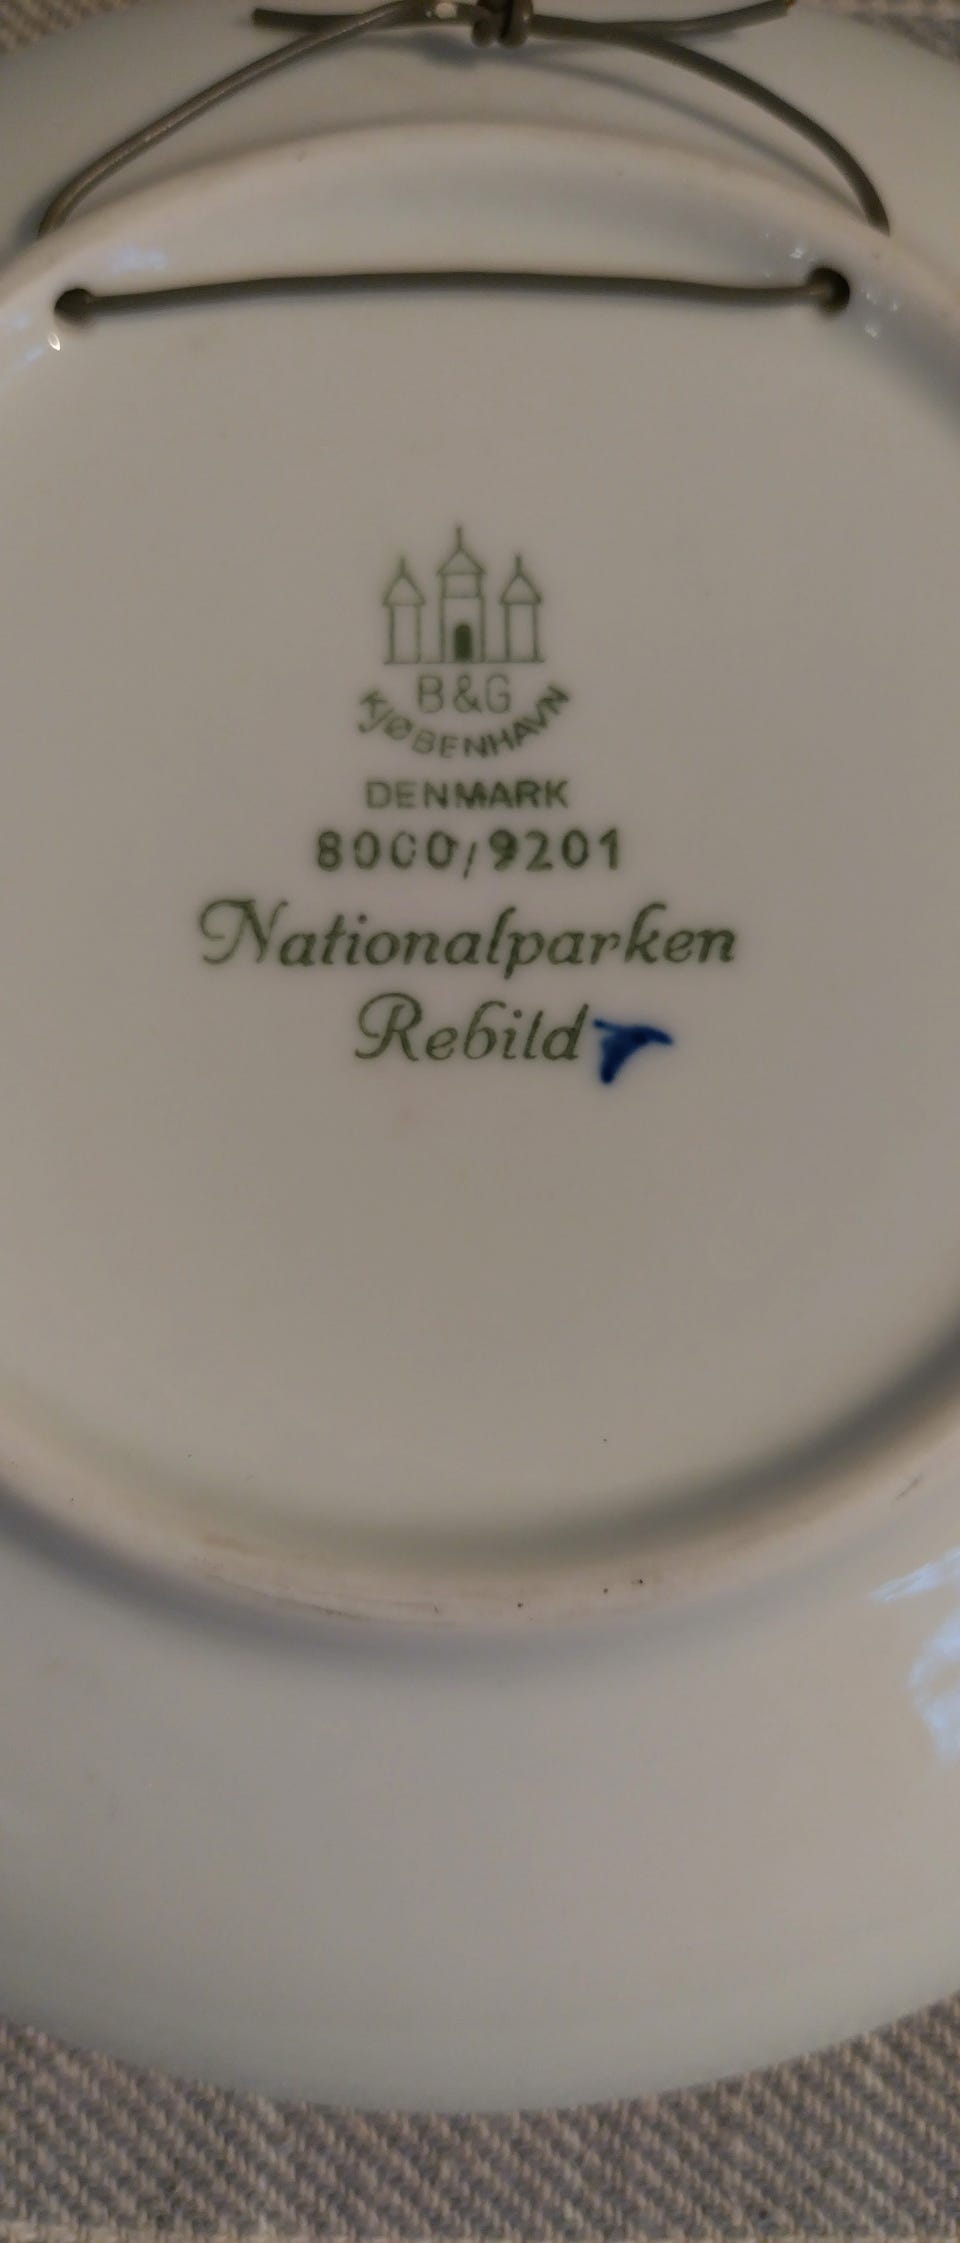 B&G
KJØBENHAVN
DENMARK
8000/9201
Nationalparken
Rebild